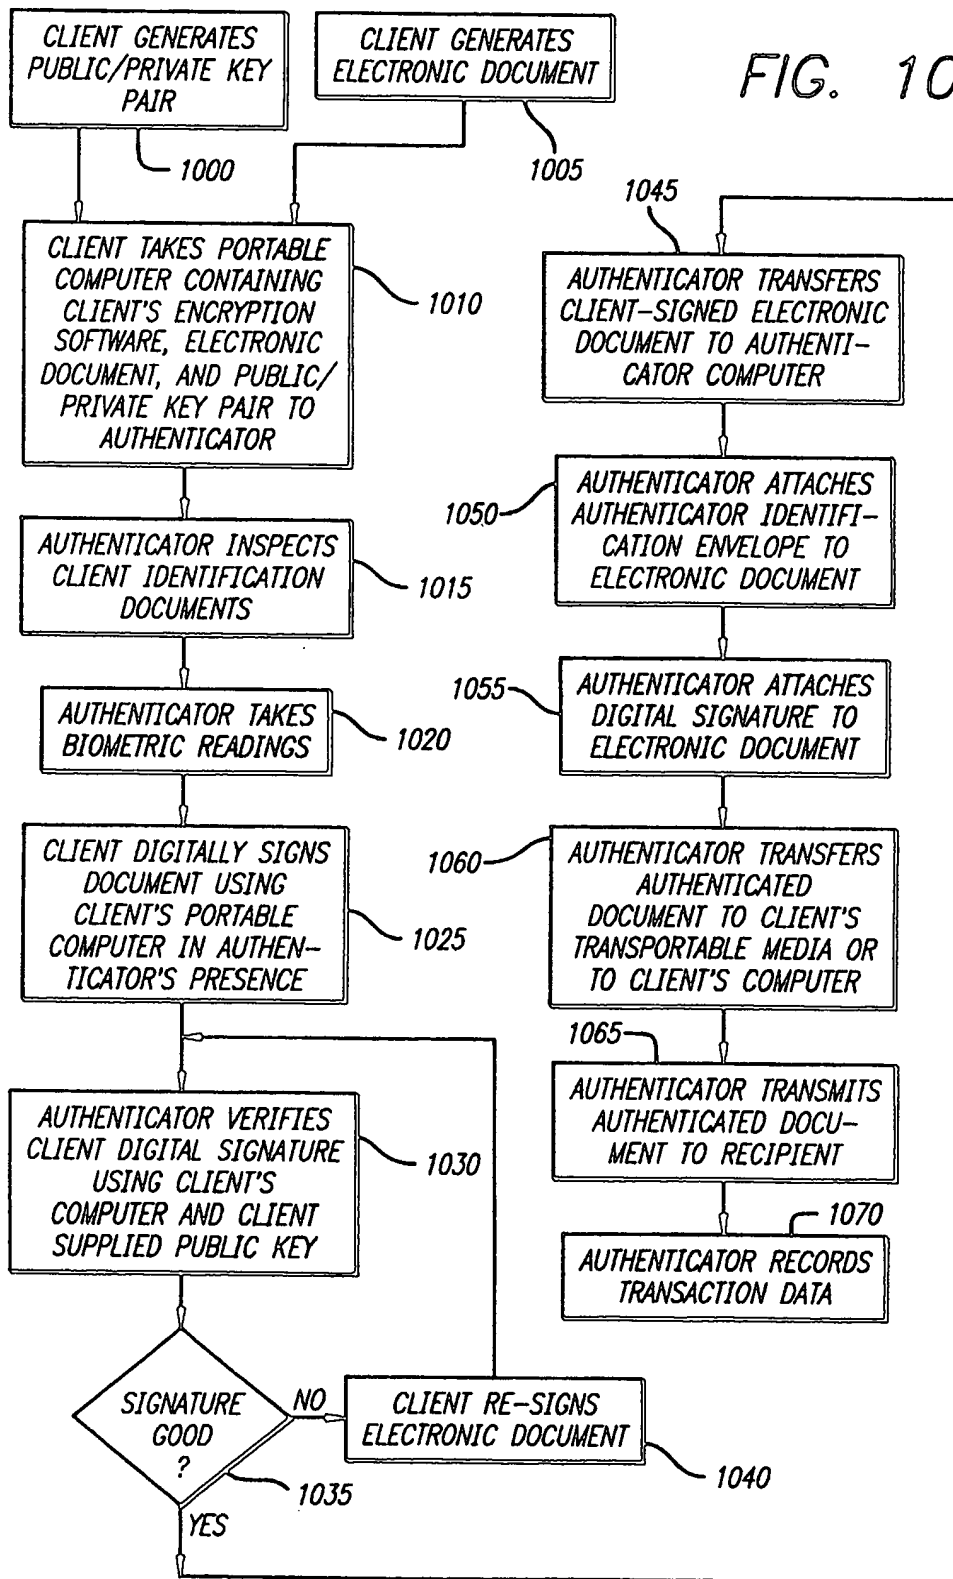 CLIENT GENERATES
PUBLIC/PRIVATE KEY
PAIR
1000
CLIENT GENERATES
ELECTRONIC DOCUMENT
1005
FIG. 10
CLIENT TAKES PORTABLE
COMPUTER CONTAINING
CLIENT'S ENCRYPTION
SOFTWARE, ELECTRONIC
DOCUMENT, AND PUBLIC/
PRIVATE KEY PAIR TO
AUTHENTICATOR
1010
AUTHENTICATOR INSPECTS
CLIENT IDENTIFICATION
DOCUMENTS
1015
AUTHENTICATOR TAKES
BIOMETRIC READINGS
1020
CLIENT DIGITALLY SIGNS
DOCUMENT USING
CLIENT'S PORTABLE
COMPUTER IN AUTHEN-
TICATOR'S PRESENCE
1025
AUTHENTICATOR VERIFIES
CLIENT DIGITAL SIGNATURE
USING CLIENT'S
COMPUTER AND CLIENT
SUPPLIED PUBLIC KEY
1030
SIGNATURE
GOOD
?
1035
NO
YES
CLIENT RE-SIGNS
ELECTRONIC DOCUMENT
1040
1045
AUTHENTICATOR TRANSFERS
CLIENT-SIGNED ELECTRONIC
DOCUMENT TO AUTHENTI-
CATOR COMPUTER
1050
AUTHENTICATOR ATTACHES
AUTHENTICATOR IDENTIFI-
CATION ENVELOPE TO
ELECTRONIC DOCUMENT
1055
AUTHENTICATOR ATTACHES
DIGITAL SIGNATURE TO
ELECTRONIC DOCUMENT
1060
AUTHENTICATOR TRANSFERS
AUTHENTICATED
DOCUMENT TO CLIENT'S
TRANSPORTABLE MEDIA OR
TO CLIENT'S COMPUTER
1065
AUTHENTICATOR TRANSMITS
AUTHENTICATED DOCU-
MENT TO RECIPIENT
1070
AUTHENTICATOR RECORDS
TRANSACTION DATA